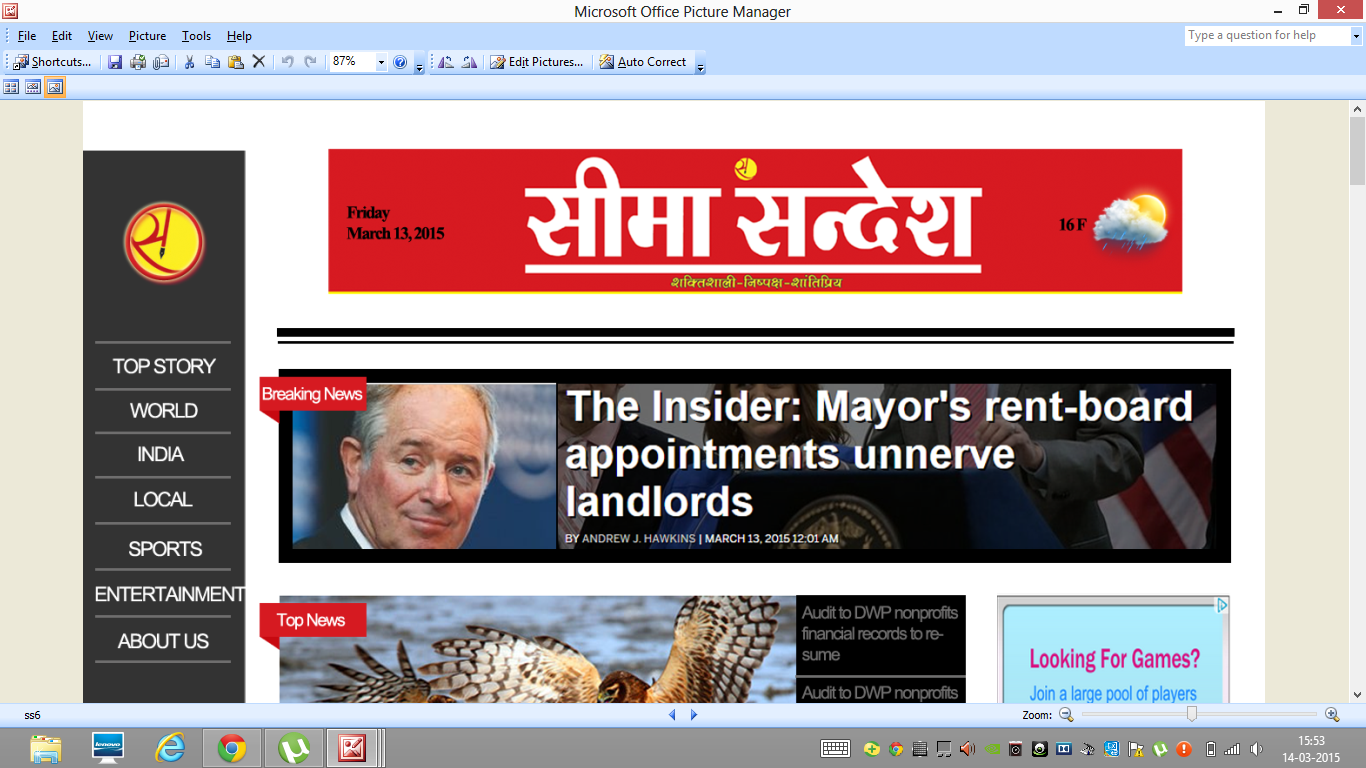 Microsoft Office Picture Manager
File Edit View Picture Tools Help
Type a question for help
Shortcuts...
87%
Edit Pictures...
Auto Correct
Friday
March 13, 2015
सीमा सन्देश
शक्तिशाली-निष्पक्ष-शांतिप्रिय
16 F
TOP STORY
WORLD
INDIA
LOCAL
SPORTS
ENTERTAINMENT
ABOUT US
Breaking News
The Insider: Mayor's rent-board
appointments unnerve
landlords
BY ANDREW J. HAWKINS | MARCH 13, 2015 12:01 AM
Top News
Audit to DWP nonprofits
financial records to re-
sume
Audit to DWP nonprofits
Looking For Games?
Join a large pool of players
ss6
Zoom:
lenovo
15:53
14-03-2015